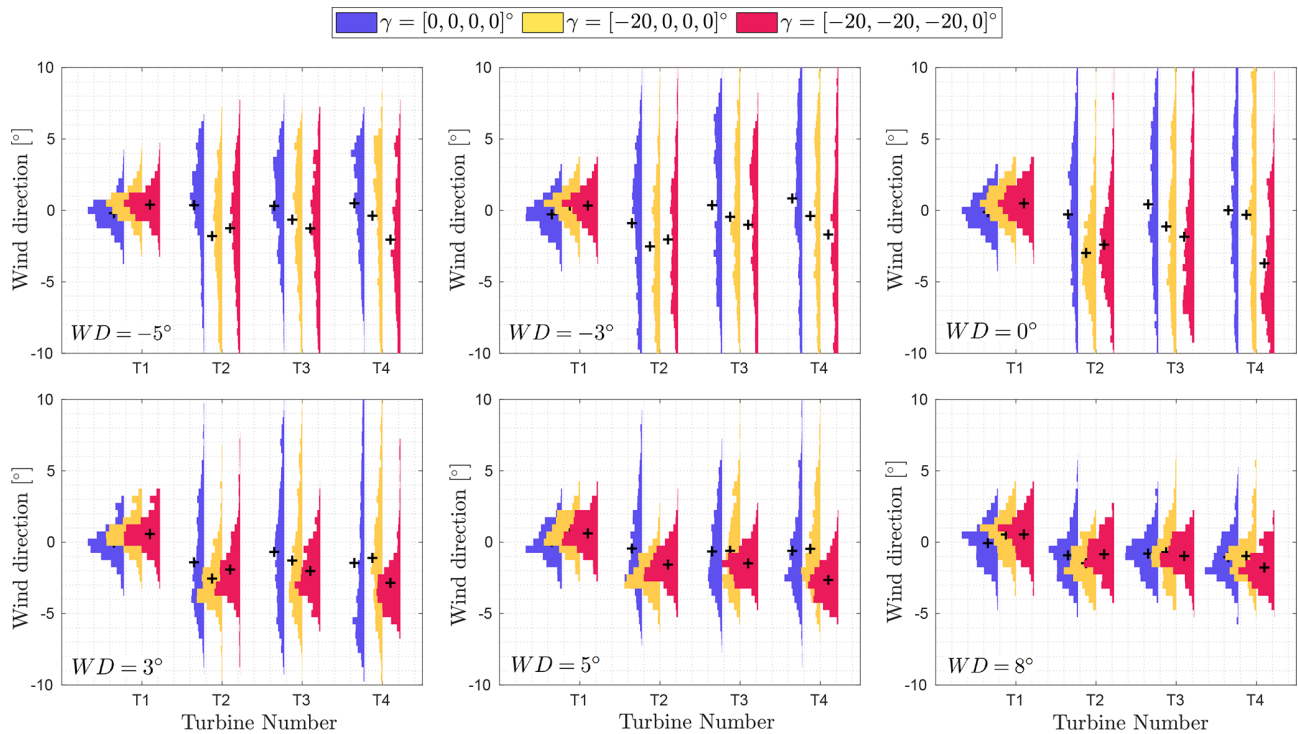 γ = [0, 0, 0, 0]° γ = [−20, 0, 0, 0]° γ = [−20, −20, −20, 0]°
10 10 10
5 5 5
0 0 0
-5 -5 -5
-10 -10 -10
Wind direction [°] Wind direction [°] Wind direction [°]
WD = −5° WD = −3° WD = 0°
T1 T2 T3 T4 T1 T2 T3 T4 T1 T2 T3 T4
10 10 10
5 5 5
0 0 0
-5 -5 -5
-10 -10 -10
Wind direction [°] Wind direction [°] Wind direction [°]
WD = 3° WD = 5° WD = 8°
T1 T2 T3 T4 T1 T2 T3 T4 T1 T2 T3 T4
Turbine Number Turbine Number Turbine Number